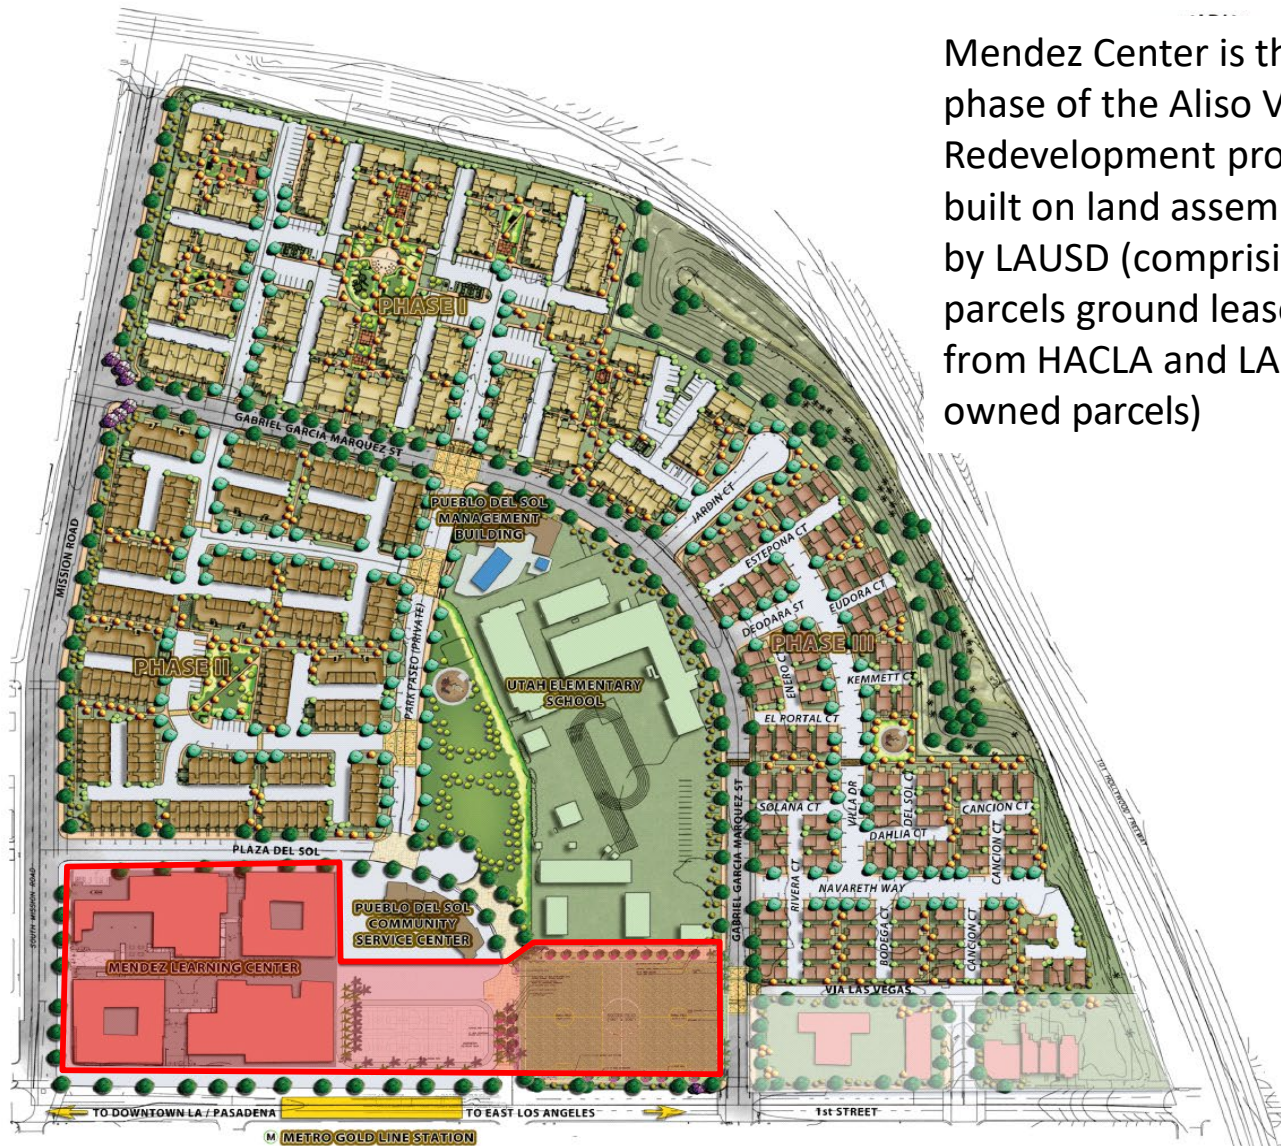 Mendez Center is th
phase of the Aliso V
Redevelopment pro
built on land assem
by LAUSD (comprisi
parcels ground lease
from HACLA and LA
owned parcels)
PHASE I
GABRIEL GARCIA MARQUEZ ST
PUEBLO DEL SOL
MANAGEMENT
BUILDING
JARDIN CT
ESTEPONA CT
EUDORA CT
DEODARA ST
PHASE III
MISSION ROAD
PARK PASEO (PRIVATE)
PHASE II
ENERO CT
KEMMETT CT
UTAH ELEMENTARY
SCHOOL
EL PORTAL CT
GABRIEL GARCIA MARQUEZ ST
SOLANA CT
VILLA DR
DEL SOL CT
CANCION CT
DAHLIA CT
CANCION CT
101 HOLLYWOOD FREEWAY
PLAZA DEL SOL
NAVARETH WAY
RIVERA CT
SOUTH MISSION ROAD
PUEBLO DEL SOL
COMMUNITY
SERVICE CENTER
BODEGA CT
CANCION CT
MENDEZ LEARNING CENTER
VIA LAS VEGAS
TO DOWNTOWN LA / PASADENA
TO EAST LOS ANGELES
1st STREET
M METRO GOLD LINE STATION